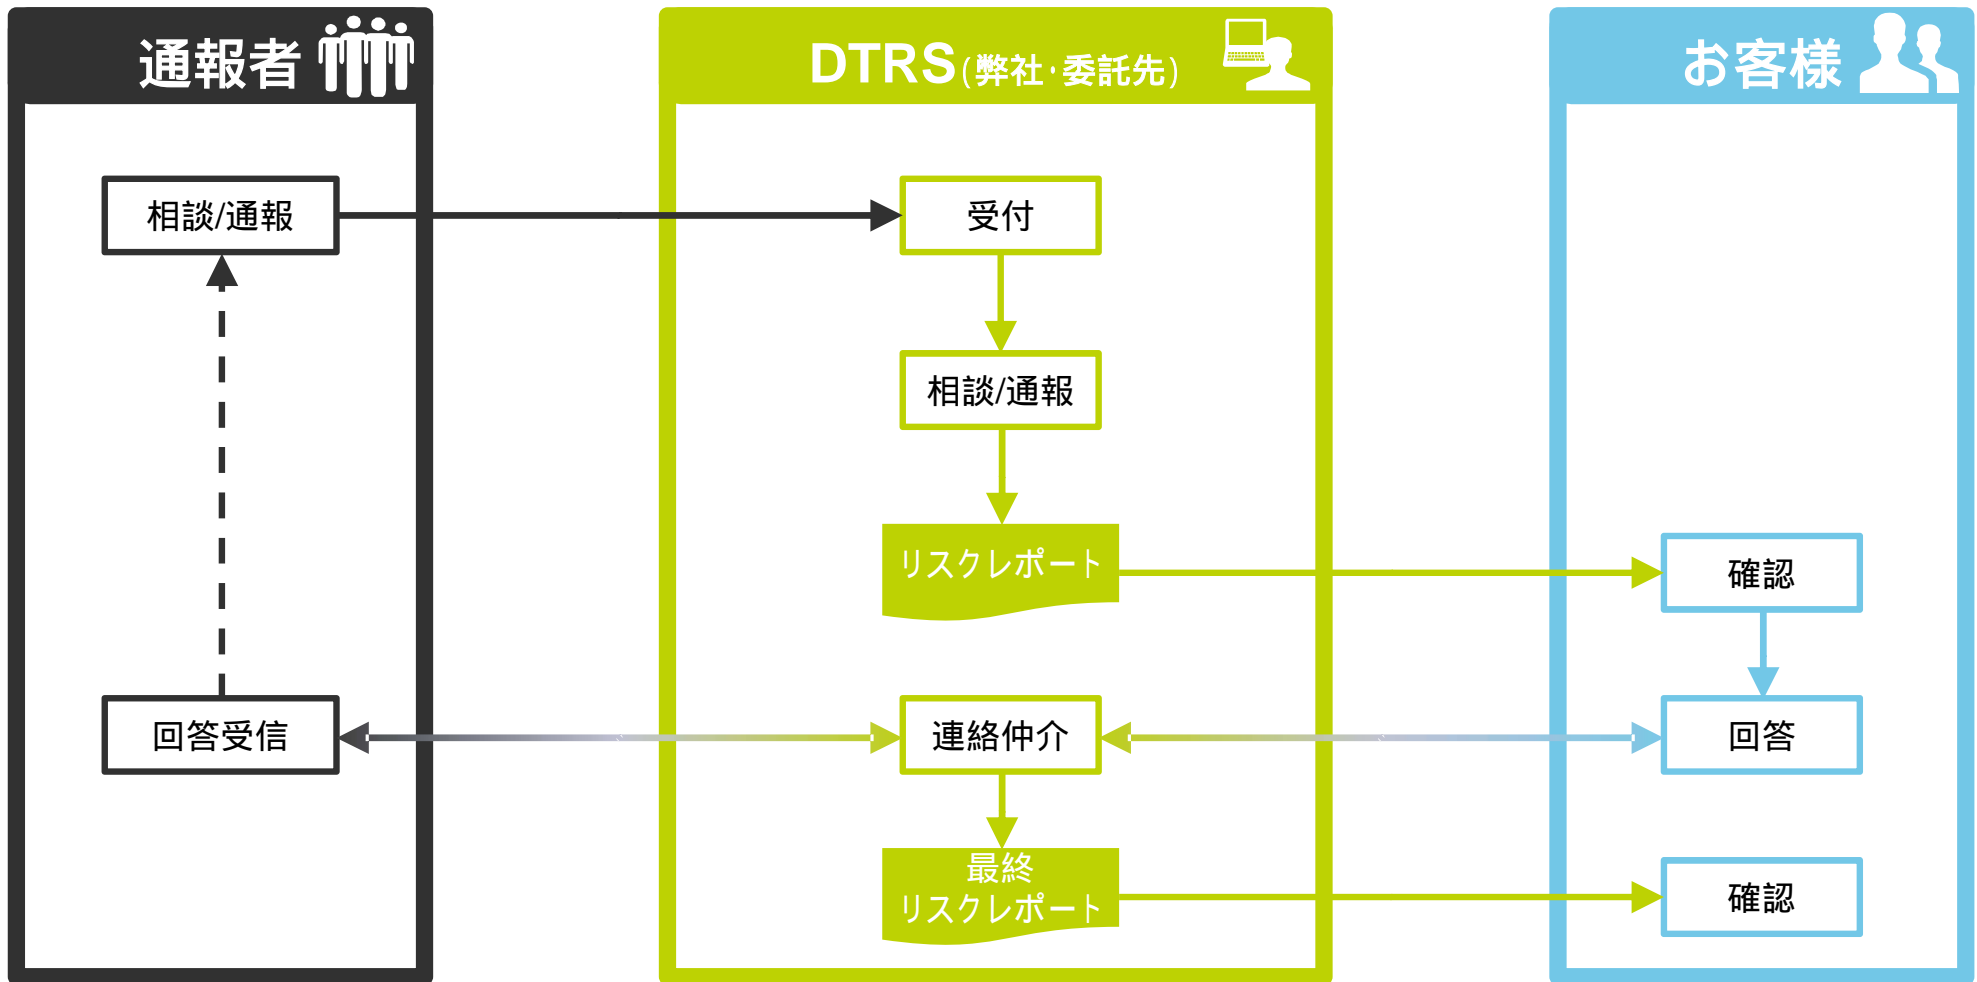 通報者
DTRS(弊社･委託先)
お客様
相談/通報
受付
相談/通報
リスクレポート
確認
回答受信
連絡仲介
回答
最終
リスクレポート
確認